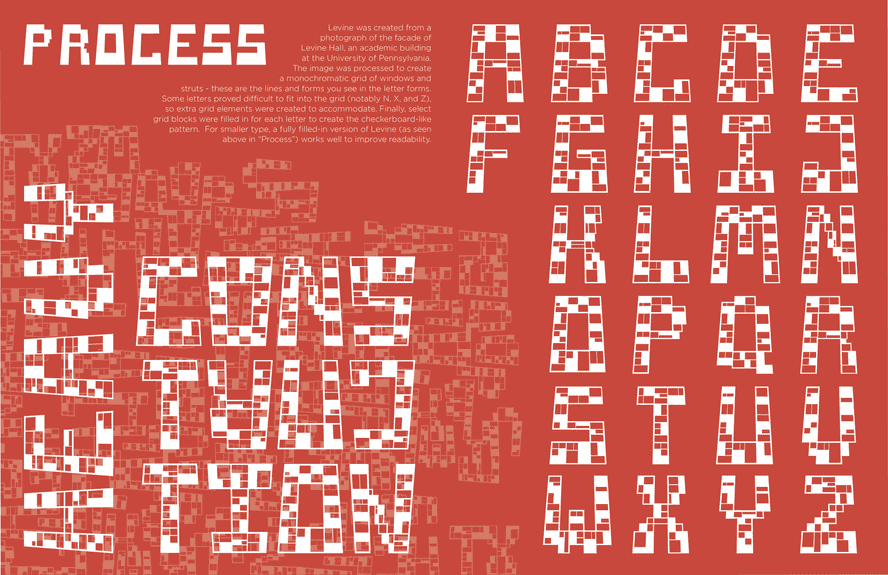 PROCESS
Levine was created from a
photograph of the facade of
Levine Hall, an academic building
at the University of Pennsylvania.
The image was processed to create
a monochromatic grid of windows and
struts - these are the lines and forms you see in the letter forms.
Some letters proved difficult to fit into the grid (notably N, X, and Z),
so extra grid elements were created to accommodate. Finally, select
grid blocks were filled in for each letter to create the checkerboard-like
pattern. For smaller type, a fully filled-in version of Levine (as seen
above in "Process") works well to improve readability.
CONS
TION
A B C D E
F G H I J
K L M N
O P Q R
S T U V
W X Y Z